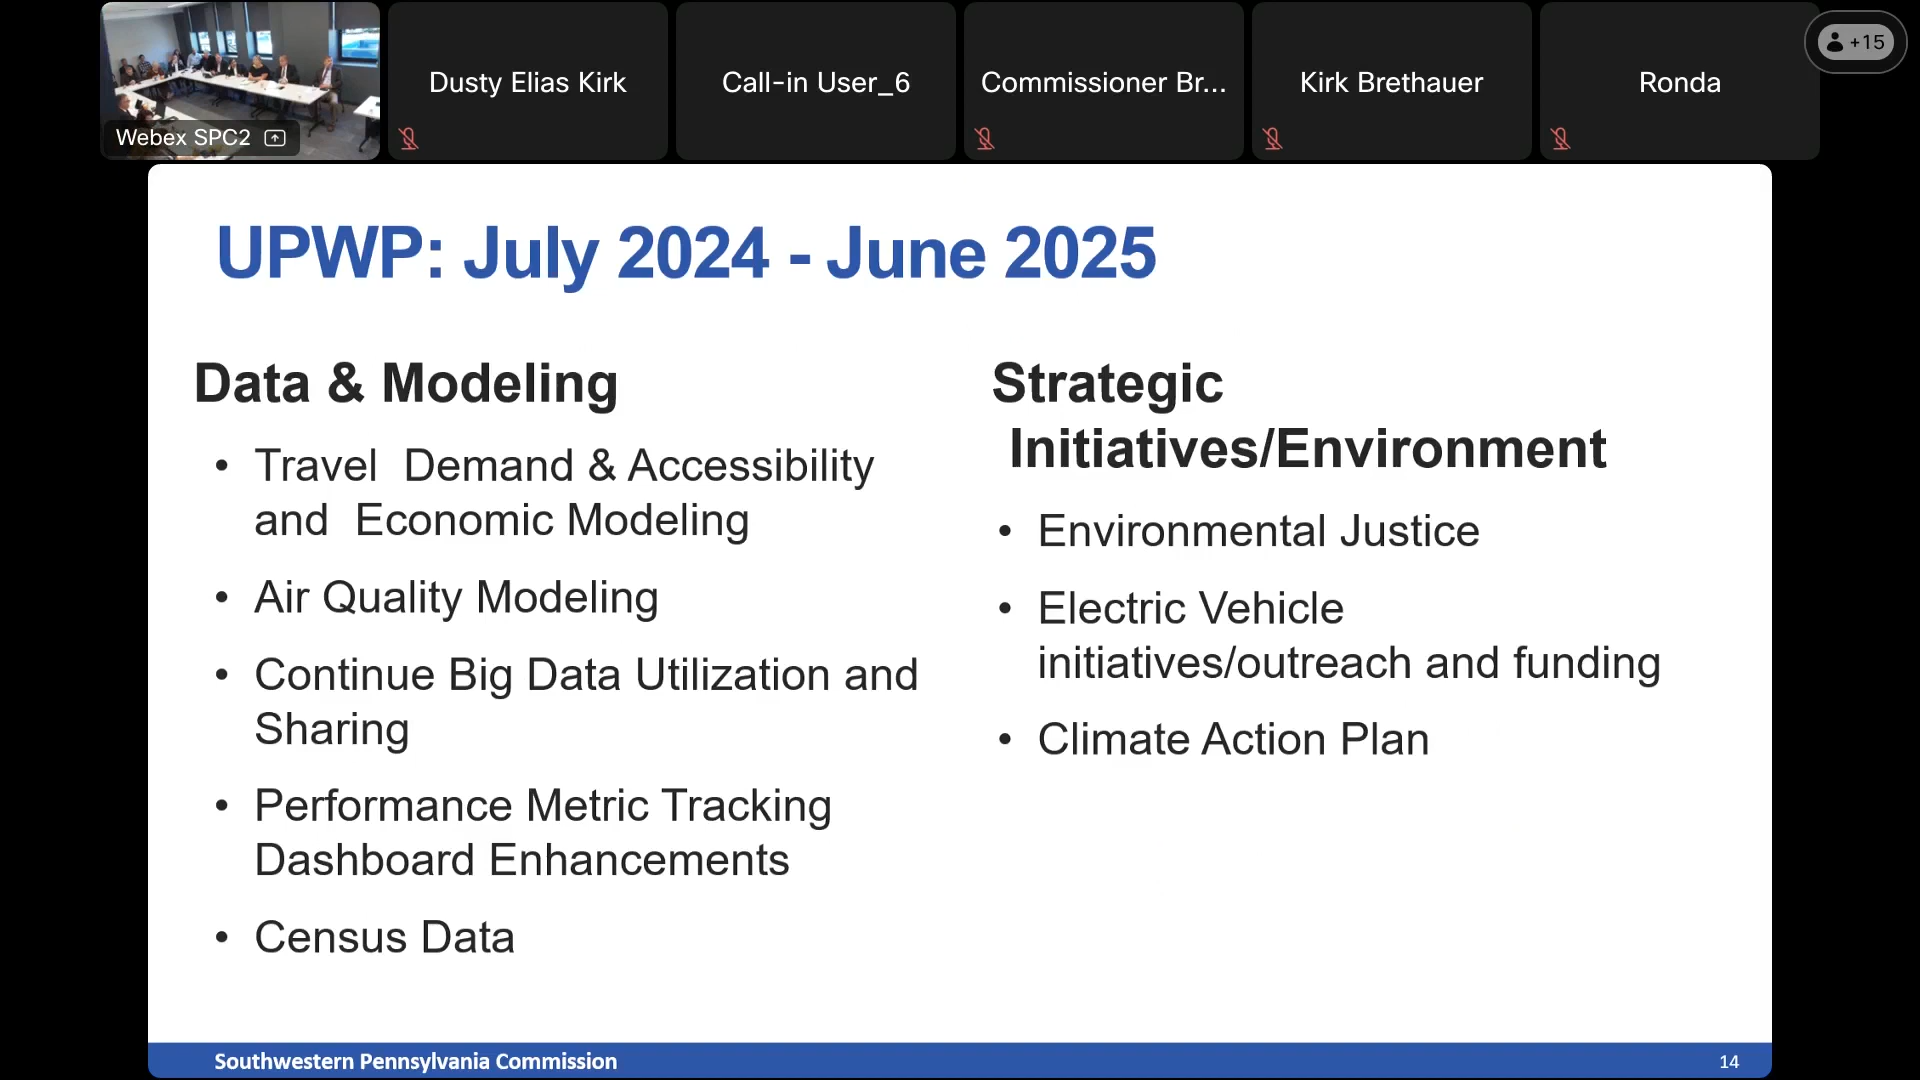 Webex SPC2
Dusty Elias Kirk
Call-in User_6
Commissioner Br...
Kirk Brethauer
Ronda
+15
UPWP: July 2024 - June 2025
Data & Modeling
• Travel Demand & Accessibility
and Economic Modeling
• Air Quality Modeling
• Continue Big Data Utilization and
Sharing
• Performance Metric Tracking
Dashboard Enhancements
• Census Data
Strategic
Initiatives/Environment
• Environmental Justice
• Electric Vehicle
initiatives/outreach and funding
• Climate Action Plan
Southwestern Pennsylvania Commission
14